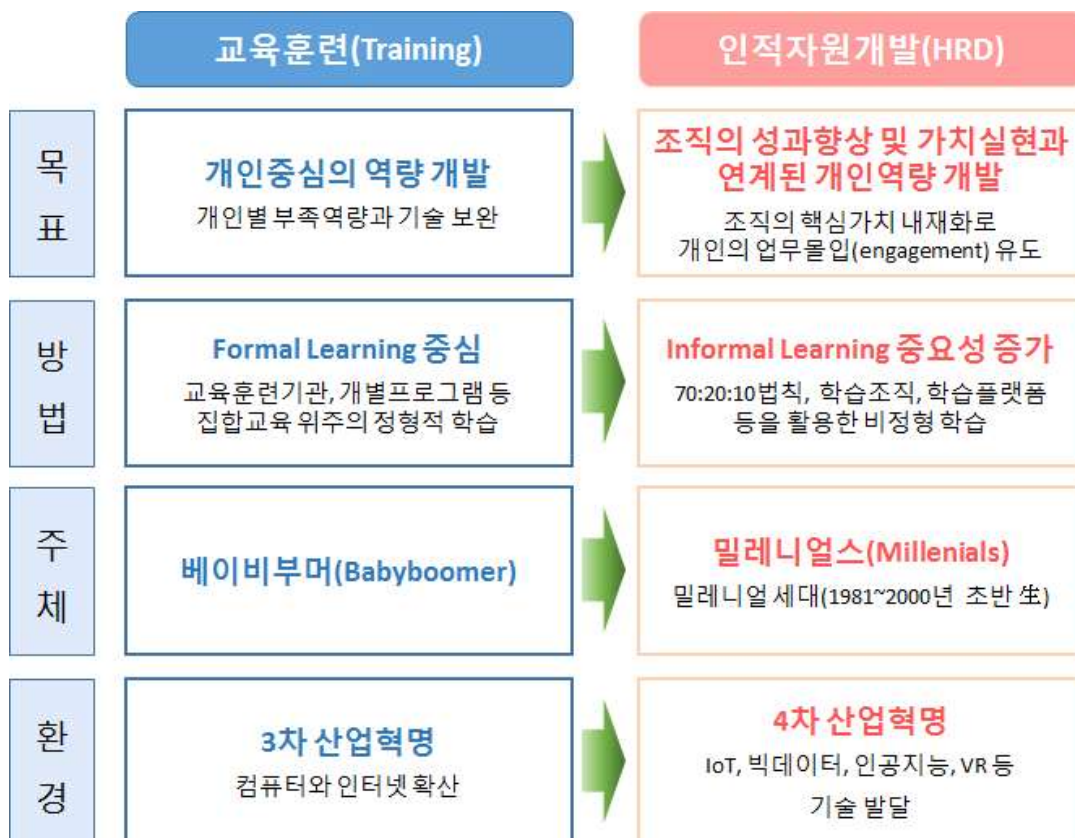 교육훈련(Training)
인적자원개발(HRD)
목
표
개인중심의 역량 개발
개인별 부족역량과 기술 보완
조직의 성과향상 및 가치실현과
연계된 개인역량 개발
조직의 핵심가치 내재화로
개인의 업무몰입(engagement) 유도
방
법
Formal Learning 중심
교육훈련기관, 개별프로그램 등
집합교육 위주의 정형적 학습
Informal Learning 중요성 증가
70:20:10법칙, 학습조직, 학습플랫폼
등을 활용한 비정형 학습
주
체
베이비부머(Babyboomer)
밀레니얼스(Millenials)
밀레니얼 세대(1981~2000년 초반 生)
환
경
3차 산업혁명
컴퓨터와 인터넷 확산
4차 산업혁명
IoT, 빅데이터, 인공지능, VR 등
기술 발달